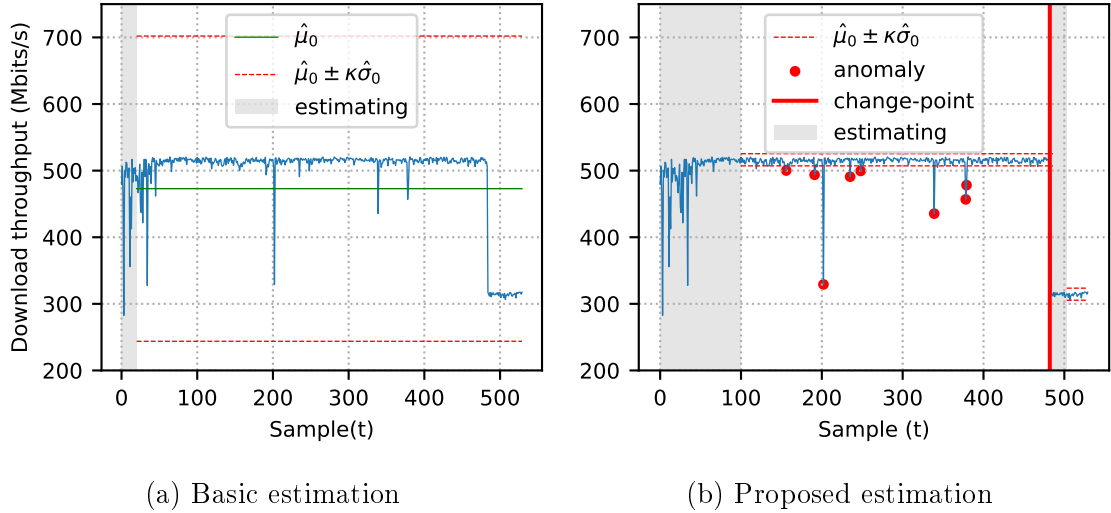 700
600
500
400
300
200
0
100
200
300
400
500
Download throughput (Mbits/s)
Sample(t)
μ̂₀
μ̂₀ ± κσ̂₀
estimating
(a) Basic estimation
700
600
500
400
300
200
0
100
200
300
400
500
Sample (t)
μ̂₀ ± κσ̂₀
anomaly
change-point
estimating
(b) Proposed estimation